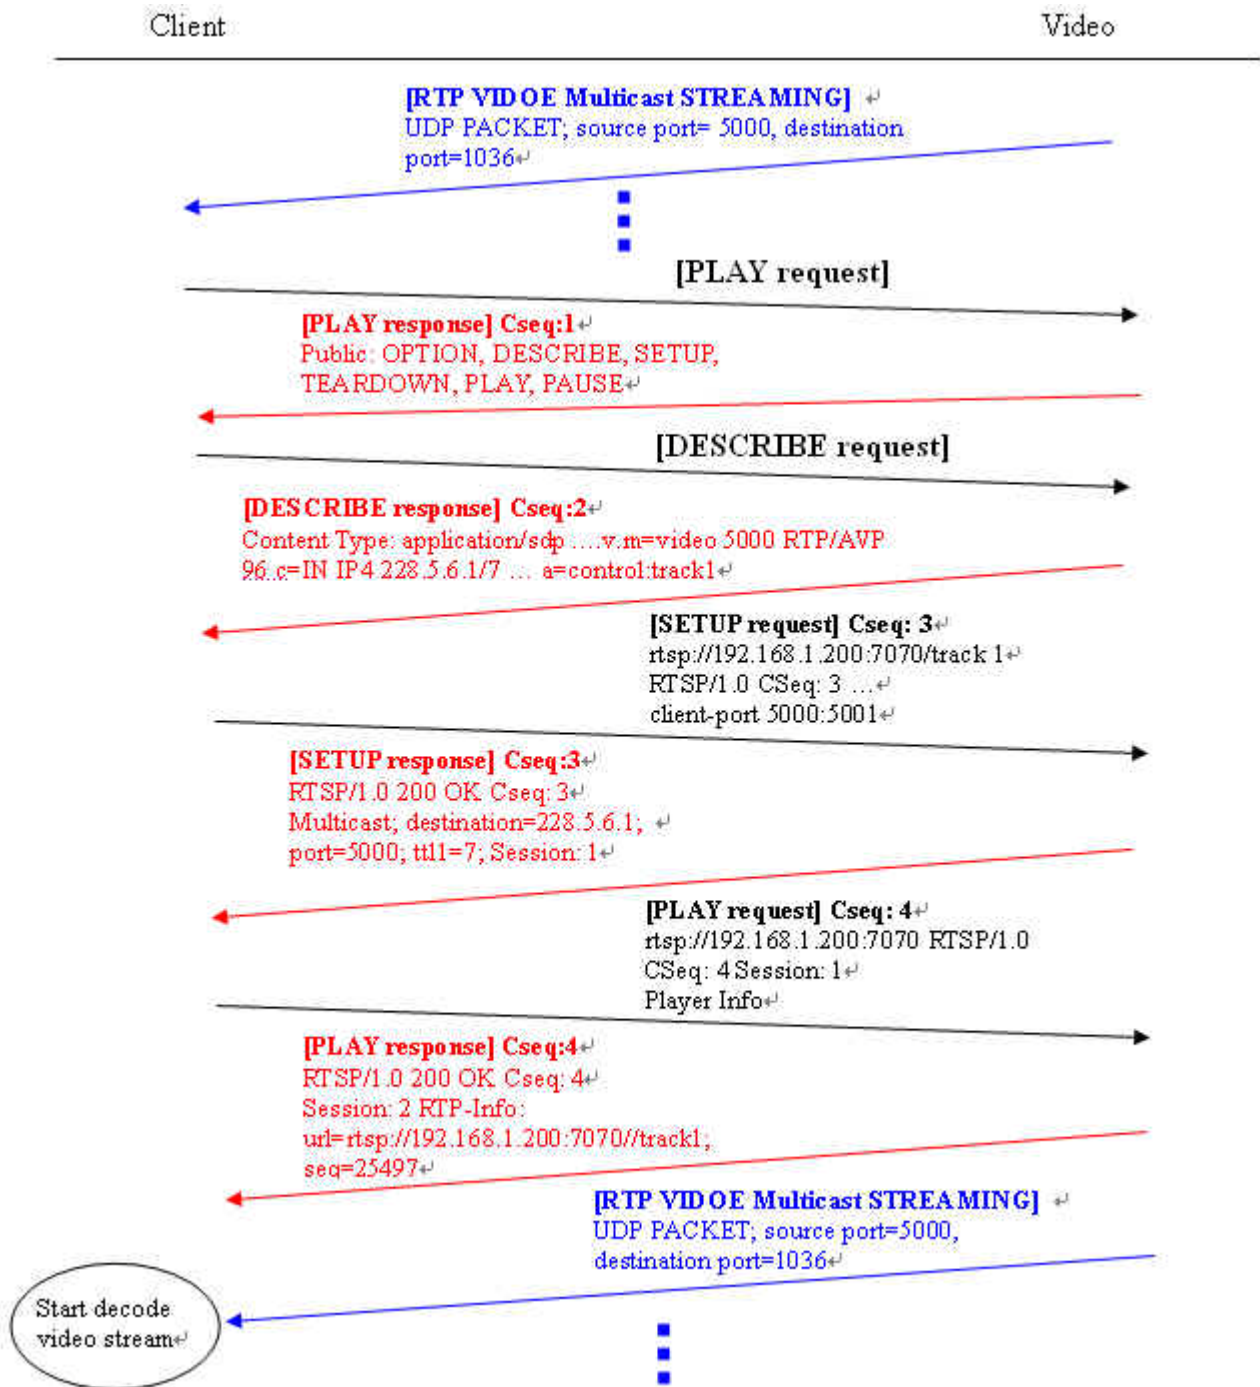 Client
Video
[RTP VIDOE Multicast STREAMING]
UDP PACKET; source port= 5000, destination
port=1036
[PLAY request]
[PLAY response] Cseq:1
Public: OPTION, DESCRIBE, SETUP,
TEARDOWN, PLAY, PAUSE
[DESCRIBE request]
[DESCRIBE response] Cseq:2
Content Type: application/sdp ....v.m=video 5000 RTP/AVP
96.c=IN IP4 228.5.6.1/7 ... a=control:track1
[SETUP request] Cseq: 3
rtsp://192.168.1.200:7070/track 1
RTSP/1.0 CSeq: 3 ...
client-port 5000:5001
[SETUP response] Cseq:3
RTSP/1.0 200 OK Cseq: 3
Multicast; destination=228.5.6.1;
port=5000; ttl1=7; Session: 1
[PLAY request] Cseq: 4
rtsp://192.168.1.200:7070 RTSP/1.0
CSeq: 4 Session: 1
Player Info
[PLAY response] Cseq:4
RTSP/1.0 200 OK Cseq: 4
Session: 2 RTP-Info:
url=rtsp://192.168.1.200:7070//track1;
seq=25497
[RTP VIDOE Multicast STREAMING]
UDP PACKET; source port=5000,
destination port=1036
Start decode
video stream